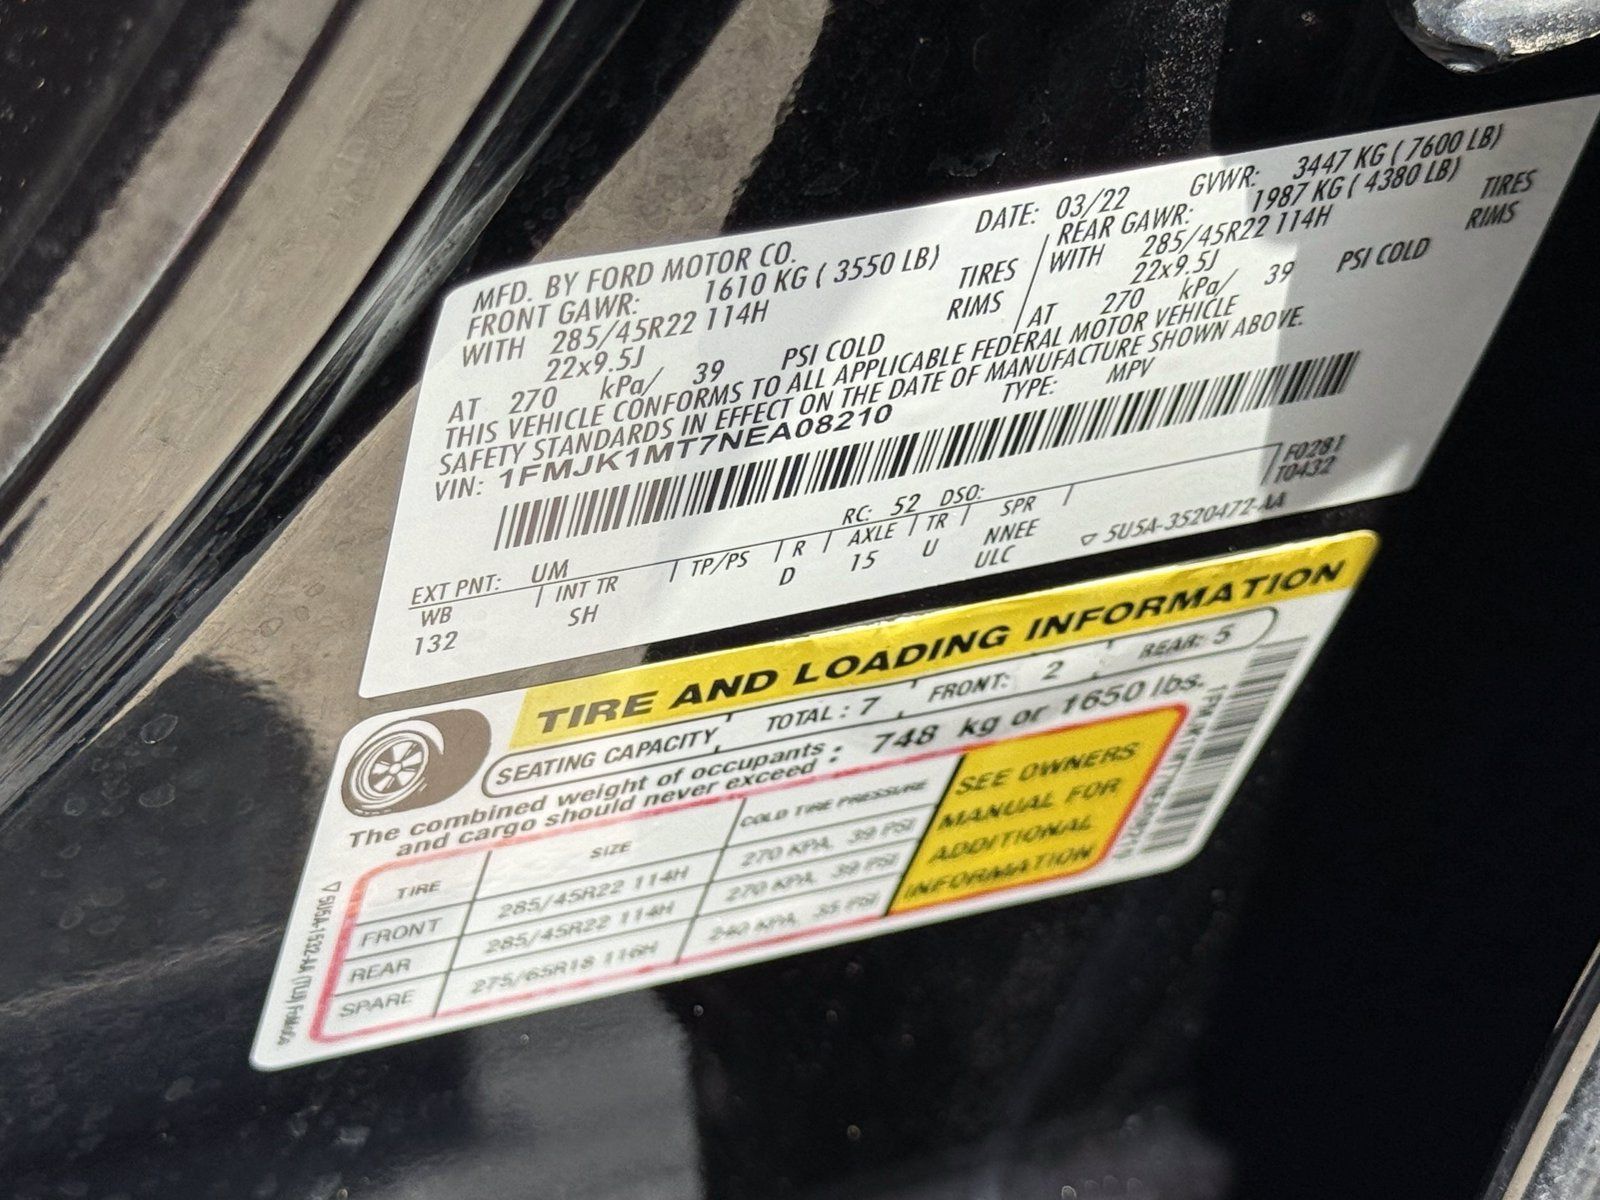 MFD. BY FORD MOTOR CO.
DATE: 03/22
GVWR: 3447 KG ( 7600 LB)
FRONT GAWR: 1610 KG ( 3550 LB)
WITH 285/45R22 114H TIRES
22x9.5J RIMS
AT 270 kPa/ 39 PSI COLD
REAR GAWR: 1987 KG ( 4380 LB)
WITH 285/45R22 114H TIRES
22x9.5J RIMS
AT 270 kPa/ 39 PSI COLD
THIS VEHICLE CONFORMS TO ALL APPLICABLE FEDERAL MOTOR VEHICLE
SAFETY STANDARDS IN EFFECT ON THE DATE OF MANUFACTURE SHOWN ABOVE.
VIN: 1FMJK1MT7NEA08210
TYPE: MPV
F0281
T0432
EXT PNT: UM RC: 52 DSO:
WB INT TR TP/PS R AXLE TR SPR
132 SH D 15 U NNEE
ULC
5U5A-3520472-AA
TIRE AND LOADING INFORMATION
SEATING CAPACITY TOTAL : 7 FRONT: 2 REAR: 5
The combined weight of occupants
and cargo should never exceed : 748 kg or 1650 lbs.
TIRE SIZE COLD TIRE PRESSURE
FRONT 285/45R22 114H 270 KPA, 39 PSI
REAR 285/45R22 114H 270 KPA, 39 PSI
SPARE 275/65R18 116H 240 KPA, 35 PSI
SEE OWNERS
MANUAL FOR
ADDITIONAL
INFORMATION
1FMJK1MT7NEA08210